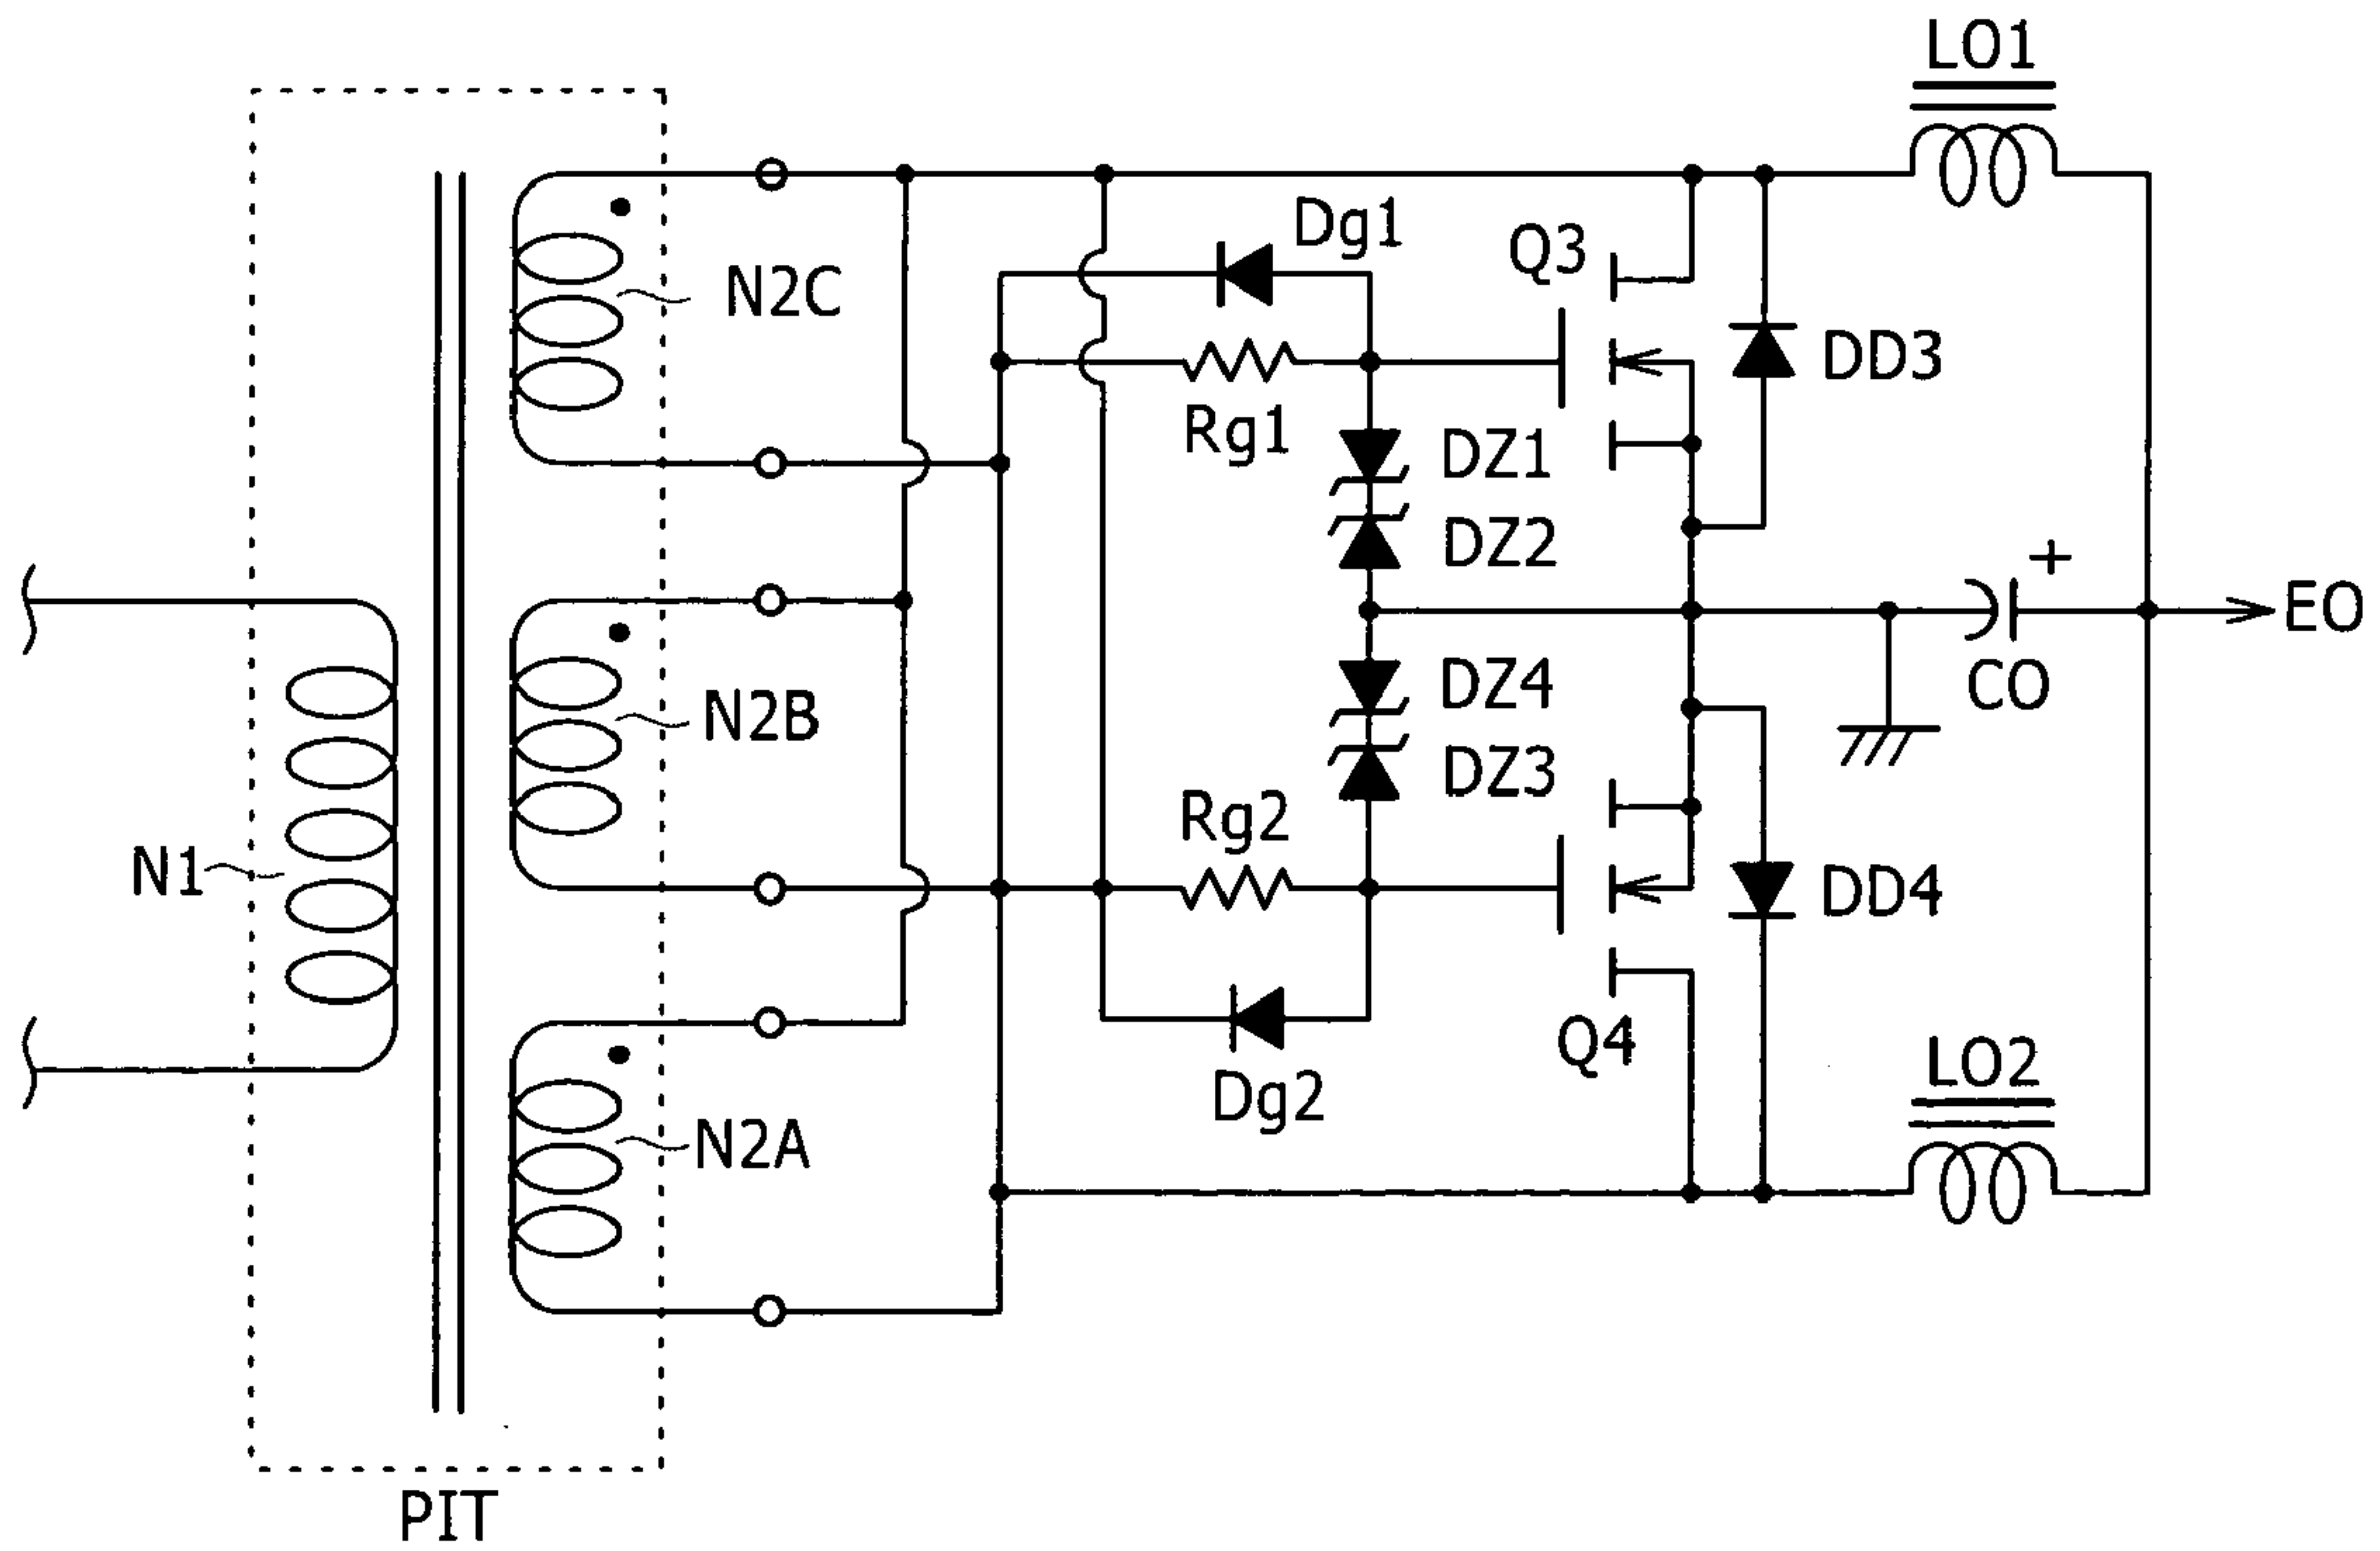 LO1
Dg1
Q3
N2C
DD3
Rg1
DZ1
DZ2
+
EO
CO
DZ4
N2B
DZ3
Rg2
N1
DD4
Q4
LO2
Dg2
N2A
PIT